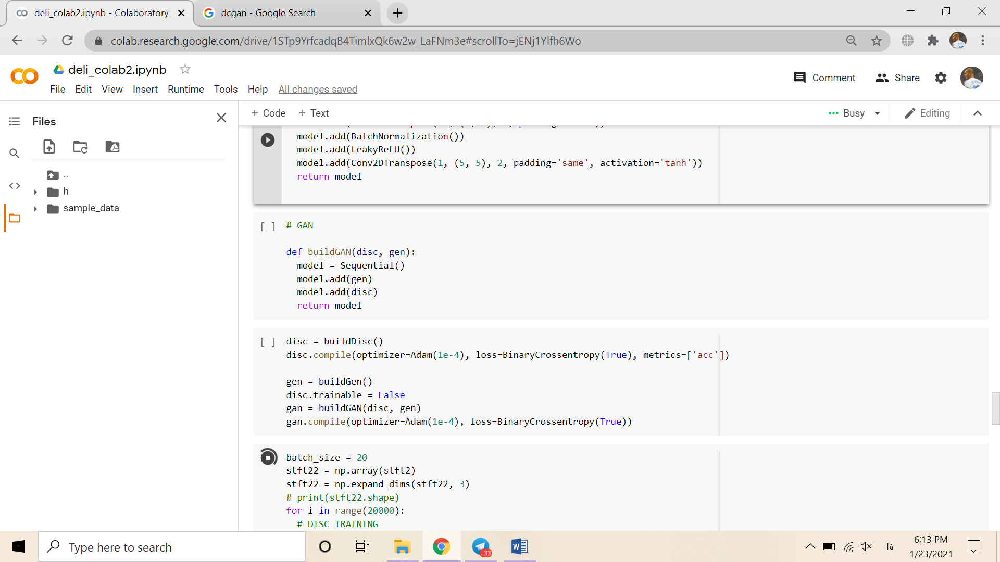 deli_colab2.ipynb - Colaboratory
dcgan - Google Search
colab.research.google.com/drive/1STp9YrfcadqB4TimlxQk6w2w_LaFNm3e#scrollTo=jENj1Ylfh6Wo
deli_colab2.ipynb
Comment
Share
File Edit View Insert Runtime Tools Help All changes saved
Files
+ Code + Text
Busy
Editing
..
h
sample_data
model.add(BatchNormalization())
model.add(LeakyReLU())
model.add(Conv2DTranspose(1, (5, 5), 2, padding='same', activation='tanh'))
return model
[ ] # GAN
def buildGAN(disc, gen):
model = Sequential()
model.add(gen)
model.add(disc)
return model
[ ] disc = buildDisc()
disc.compile(optimizer=Adam(1e-4), loss=BinaryCrossentropy(True), metrics=['acc'])
gen = buildGen()
disc.trainable = False
gan = buildGAN(disc, gen)
gan.compile(optimizer=Adam(1e-4), loss=BinaryCrossentropy(True))
batch_size = 20
stft22 = np.array(stft2)
stft22 = np.expand_dims(stft22, 3)
# print(stft22.shape)
for i in range(20000):
# DISC TRAINING
Type here to search
..33
W
فا
6:13 PM
1/23/2021